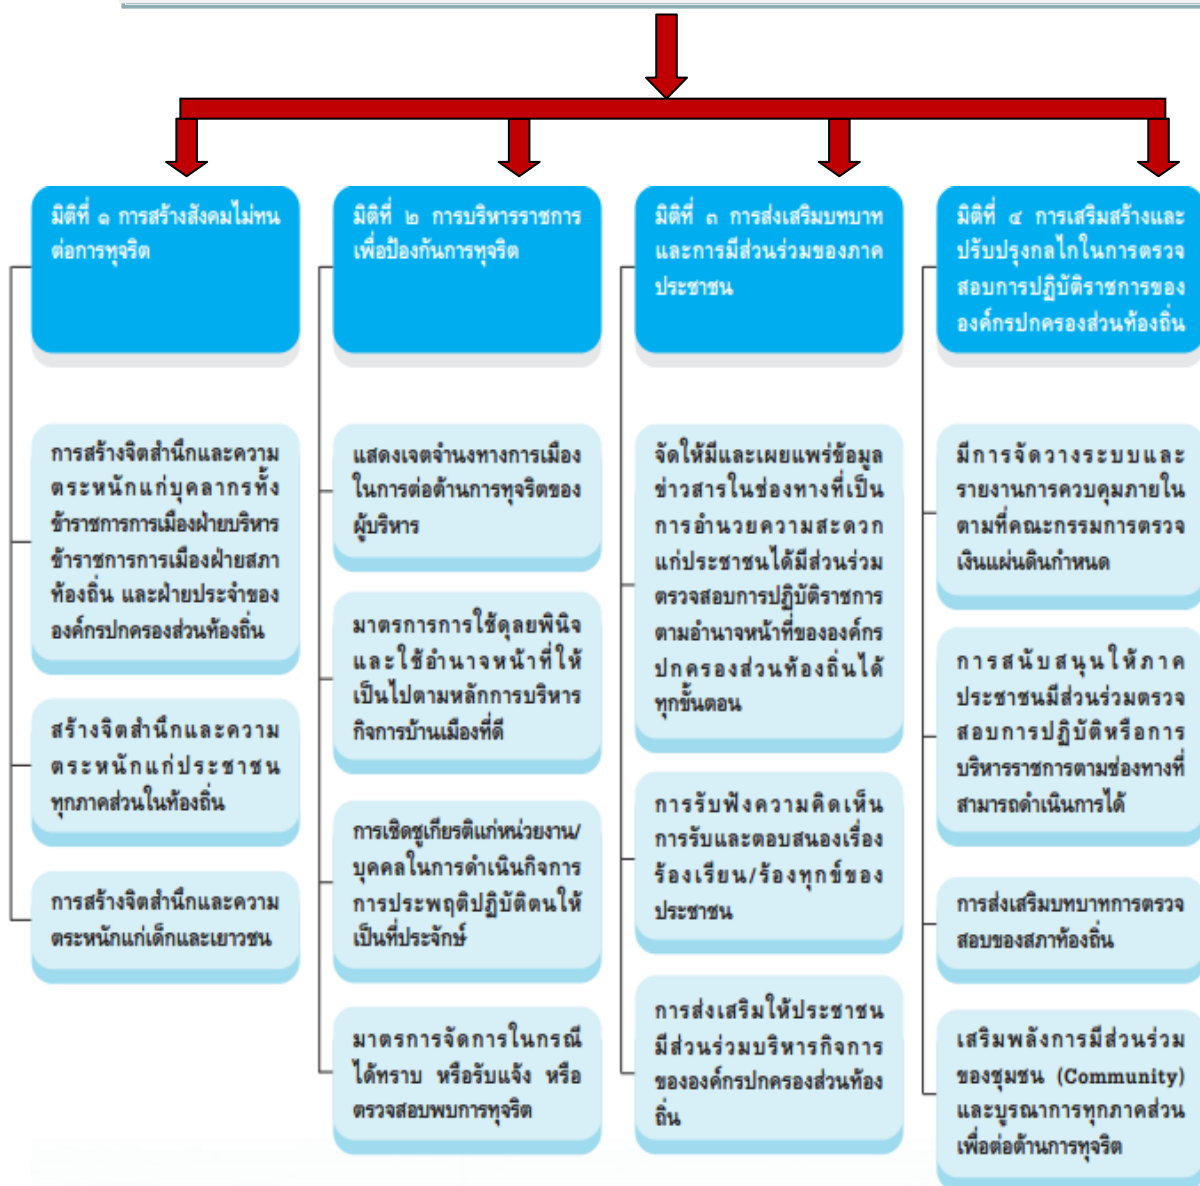 มิติที่ ๑ การสร้างสังคมไม่ทน
ต่อการทุจริต
การสร้างจิตสำนึกและความ
ตระหนักแก่บุคลากรทั้ง
ข้าราชการการเมืองฝ่ายบริหาร
ข้าราชการการเมืองฝ่ายสภา
ท้องถิ่น และฝ่ายประจำของ
องค์กรปกครองส่วนท้องถิ่น
สร้างจิตสำนึกและความ
ตระหนักแก่ประชาชน
ทุกภาคส่วนในท้องถิ่น
การสร้างจิตสำนึกและความ
ตระหนักแก่เด็กและเยาวชน
มิติที่ ๒ การบริหารราชการ
เพื่อป้องกันการทุจริต
แสดงเจตจำนงทางการเมือง
ในการต่อต้านการทุจริตของ
ผู้บริหาร
มาตรการการใช้ดุลยพินิจ
และใช้อำนาจหน้าที่ให้
เป็นไปตามหลักการบริหาร
กิจการบ้านเมืองที่ดี
การเชิดชูเกียรติแก่หน่วยงาน/
บุคคลในการดำเนินกิจการ
การประพฤติปฏิบัติตนให้
เป็นที่ประจักษ์
มาตรการจัดการในกรณี
ได้ทราบ หรือรับแจ้ง หรือ
ตรวจสอบพบการทุจริต
มิติที่ ๓ การส่งเสริมบทบาท
และการมีส่วนร่วมของภาค
ประชาชน
จัดให้มีและเผยแพร่ข้อมูล
ข่าวสารในช่องทางที่เป็น
การอำนวยความสะดวก
แก่ประชาชนได้มีส่วนร่วม
ตรวจสอบการปฏิบัติราชการ
ตามอำนาจหน้าที่ขององค์กร
ปกครองส่วนท้องถิ่นได้
ทุกขั้นตอน
การรับฟังความคิดเห็น
การรับและตอบสนองเรื่อง
ร้องเรียน/ร้องทุกข์ของ
ประชาชน
การส่งเสริมให้ประชาชน
มีส่วนร่วมบริหารกิจการ
ขององค์กรปกครองส่วนท้อง
ถิ่น
มิติที่ ๔ การเสริมสร้างและ
ปรับปรุงกลไกในการตรวจ
สอบการปฏิบัติราชการของ
องค์กรปกครองส่วนท้องถิ่น
มีการจัดวางระบบและ
รายงานการควบคุมภายใน
ตามที่คณะกรรมการตรวจ
เงินแผ่นดินกำหนด
การสนับสนุนให้ภาค
ประชาชนมีส่วนร่วมตรวจ
สอบการปฏิบัติหรือการ
บริหารราชการตามช่องทางที่
สามารถดำเนินการได้
การส่งเสริมบทบาทการตรวจ
สอบของสภาท้องถิ่น
เสริมพลังการมีส่วนร่วม
ของชุมชน (Community)
และบูรณาการทุกภาคส่วน
เพื่อต่อต้านการทุจริต